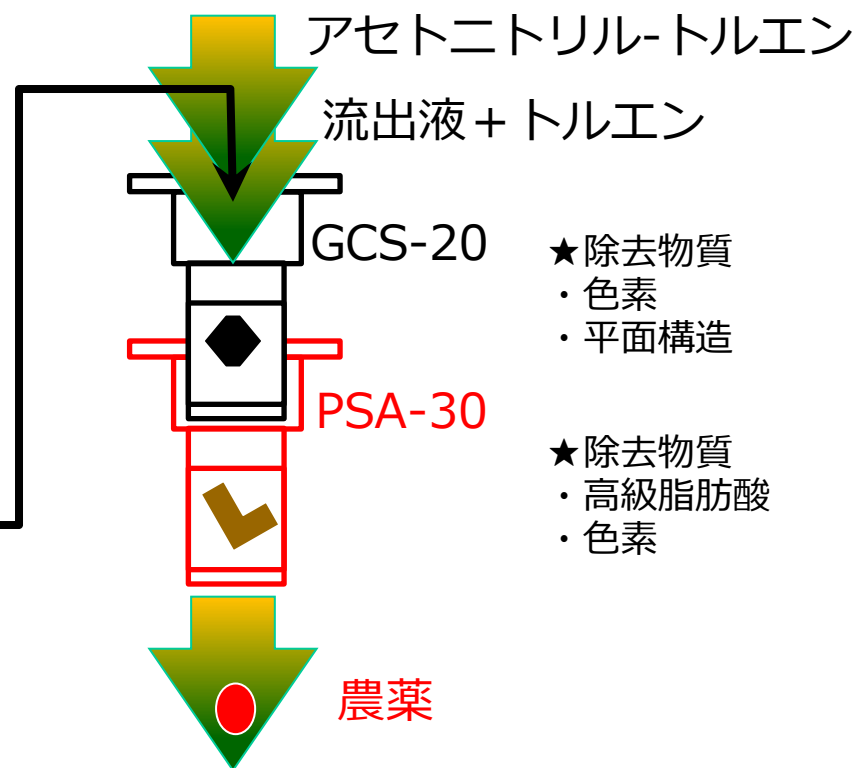 アセトニトリル-トルエン
流出液+トルエン
GCS-20
★除去物質
・色素
・平面構造
PSA-30
★除去物質
・高級脂肪酸
・色素
農薬